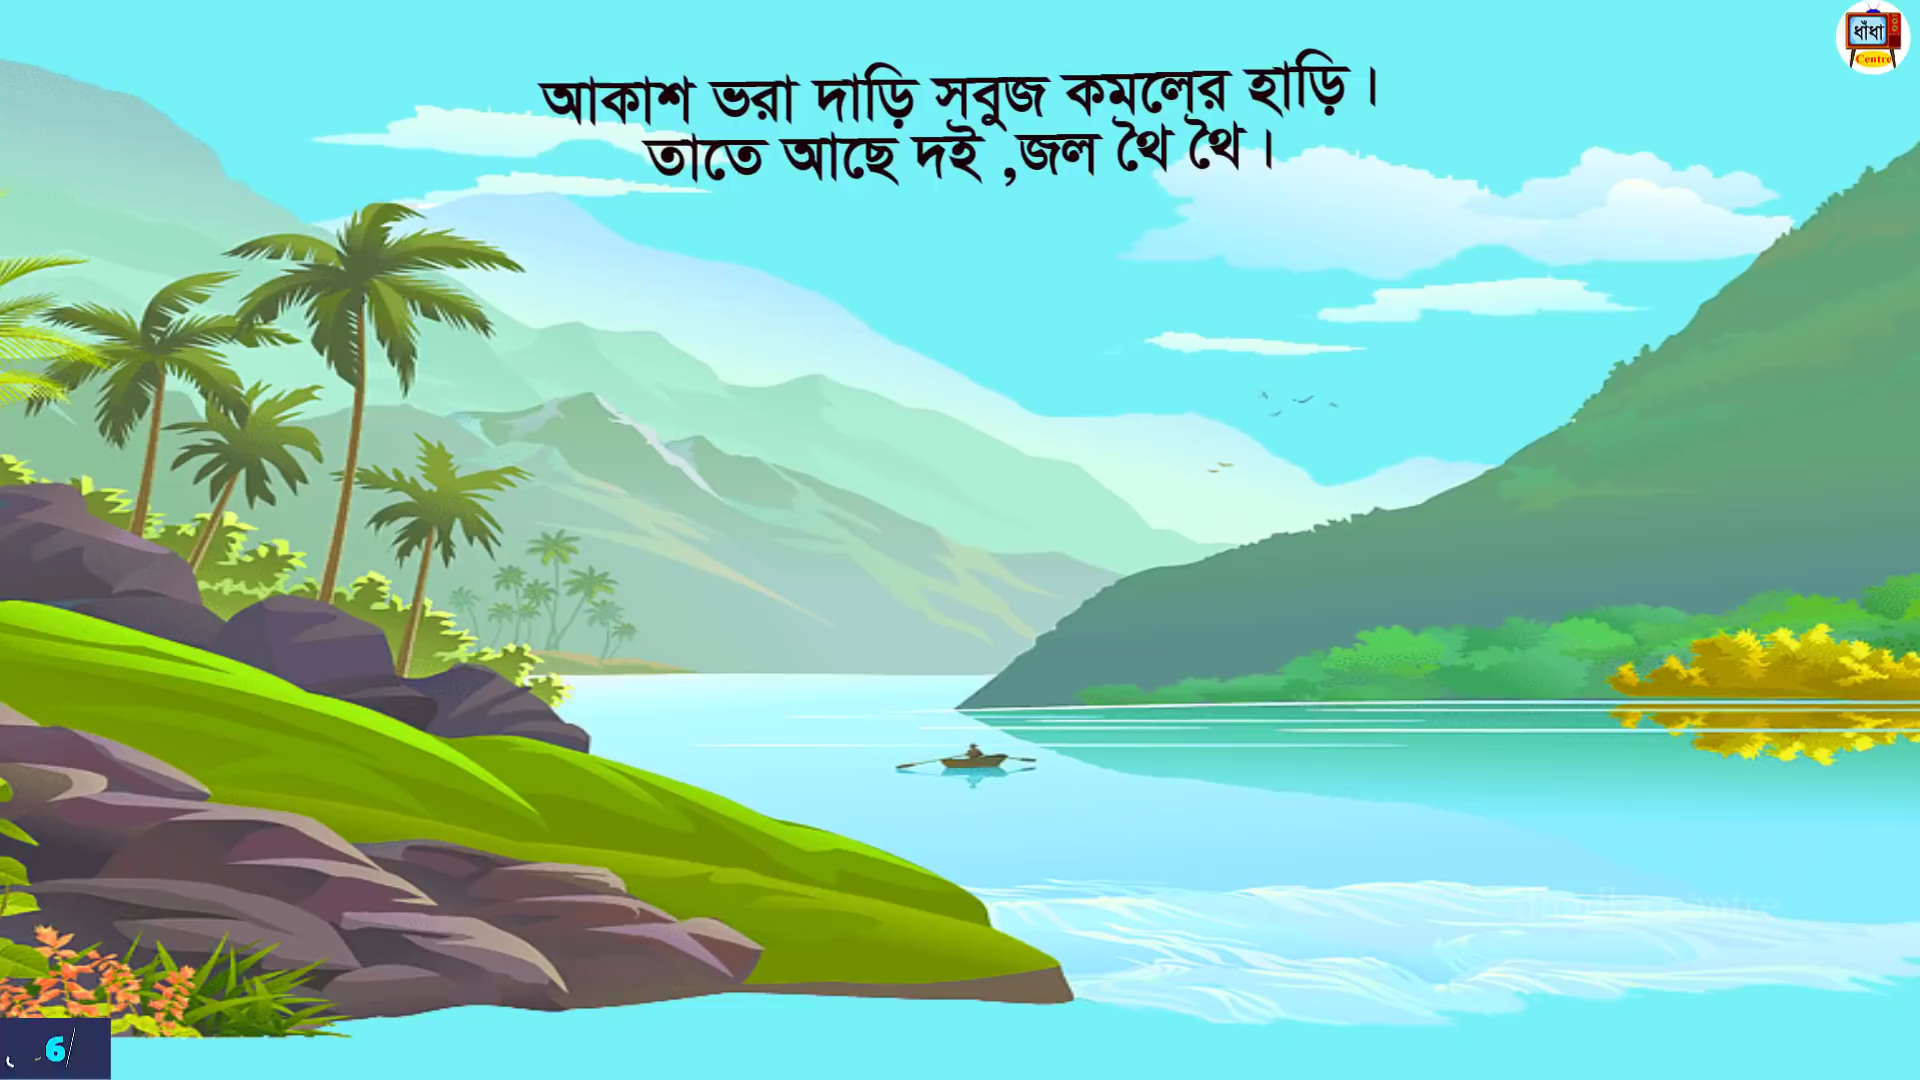 ধাঁধা
Centre
আকাশ ভরা দাড়ি সবুজ কমলের হাড়ি।
তাতে আছে দই ,জল থৈ থৈ।
6